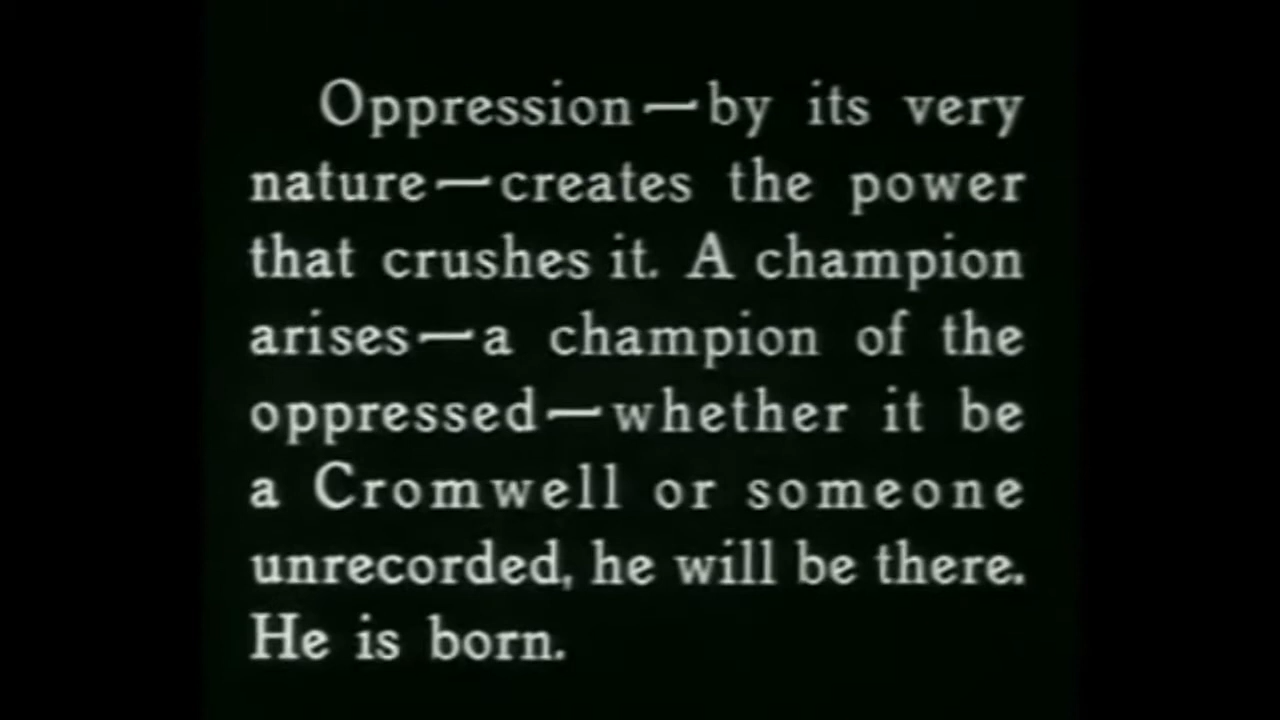 Oppression—by its very
nature—creates the power
that crushes it. A champion
arises—a champion of the
oppressed—whether it be
a Cromwell or someone
unrecorded, he will be there.
He is born.